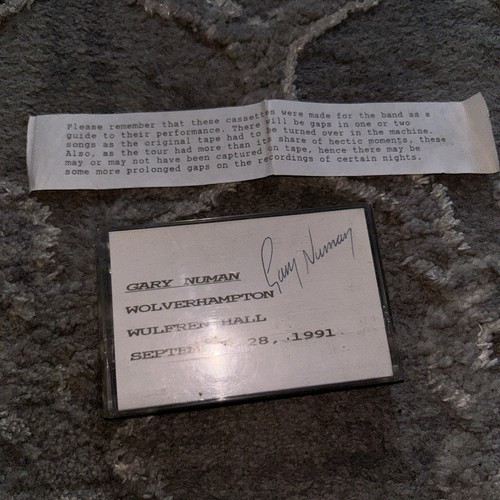 Please remember that these cassettes were made for the band as a
guide to their performance. There will be gaps in one or two
songs as the original tape had to be turned over in the machine.
Also, as the tour had more than its share of hectic moments, these
may or may not have been captured on tape, hence there may be
some more prolonged gaps on the recordings of certain nights.
GARY NUMAN
Gary Numan
WOLVERHAMPTON
WULFREN HALL
SEPTEMBER 28, 1991